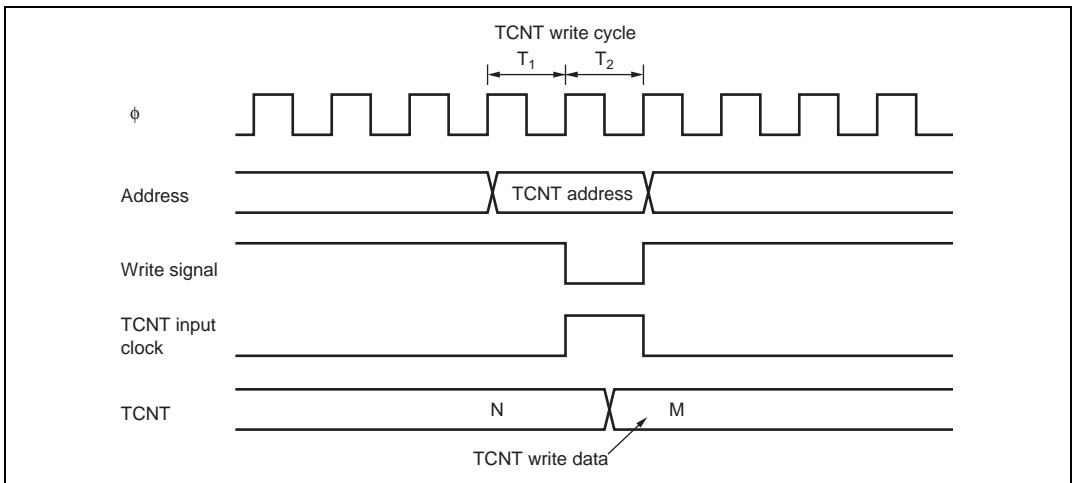 TCNT write cycle
T₁ T₂
ϕ
Address
TCNT address
Write signal
TCNT input
clock
TCNT
N
M
TCNT write data